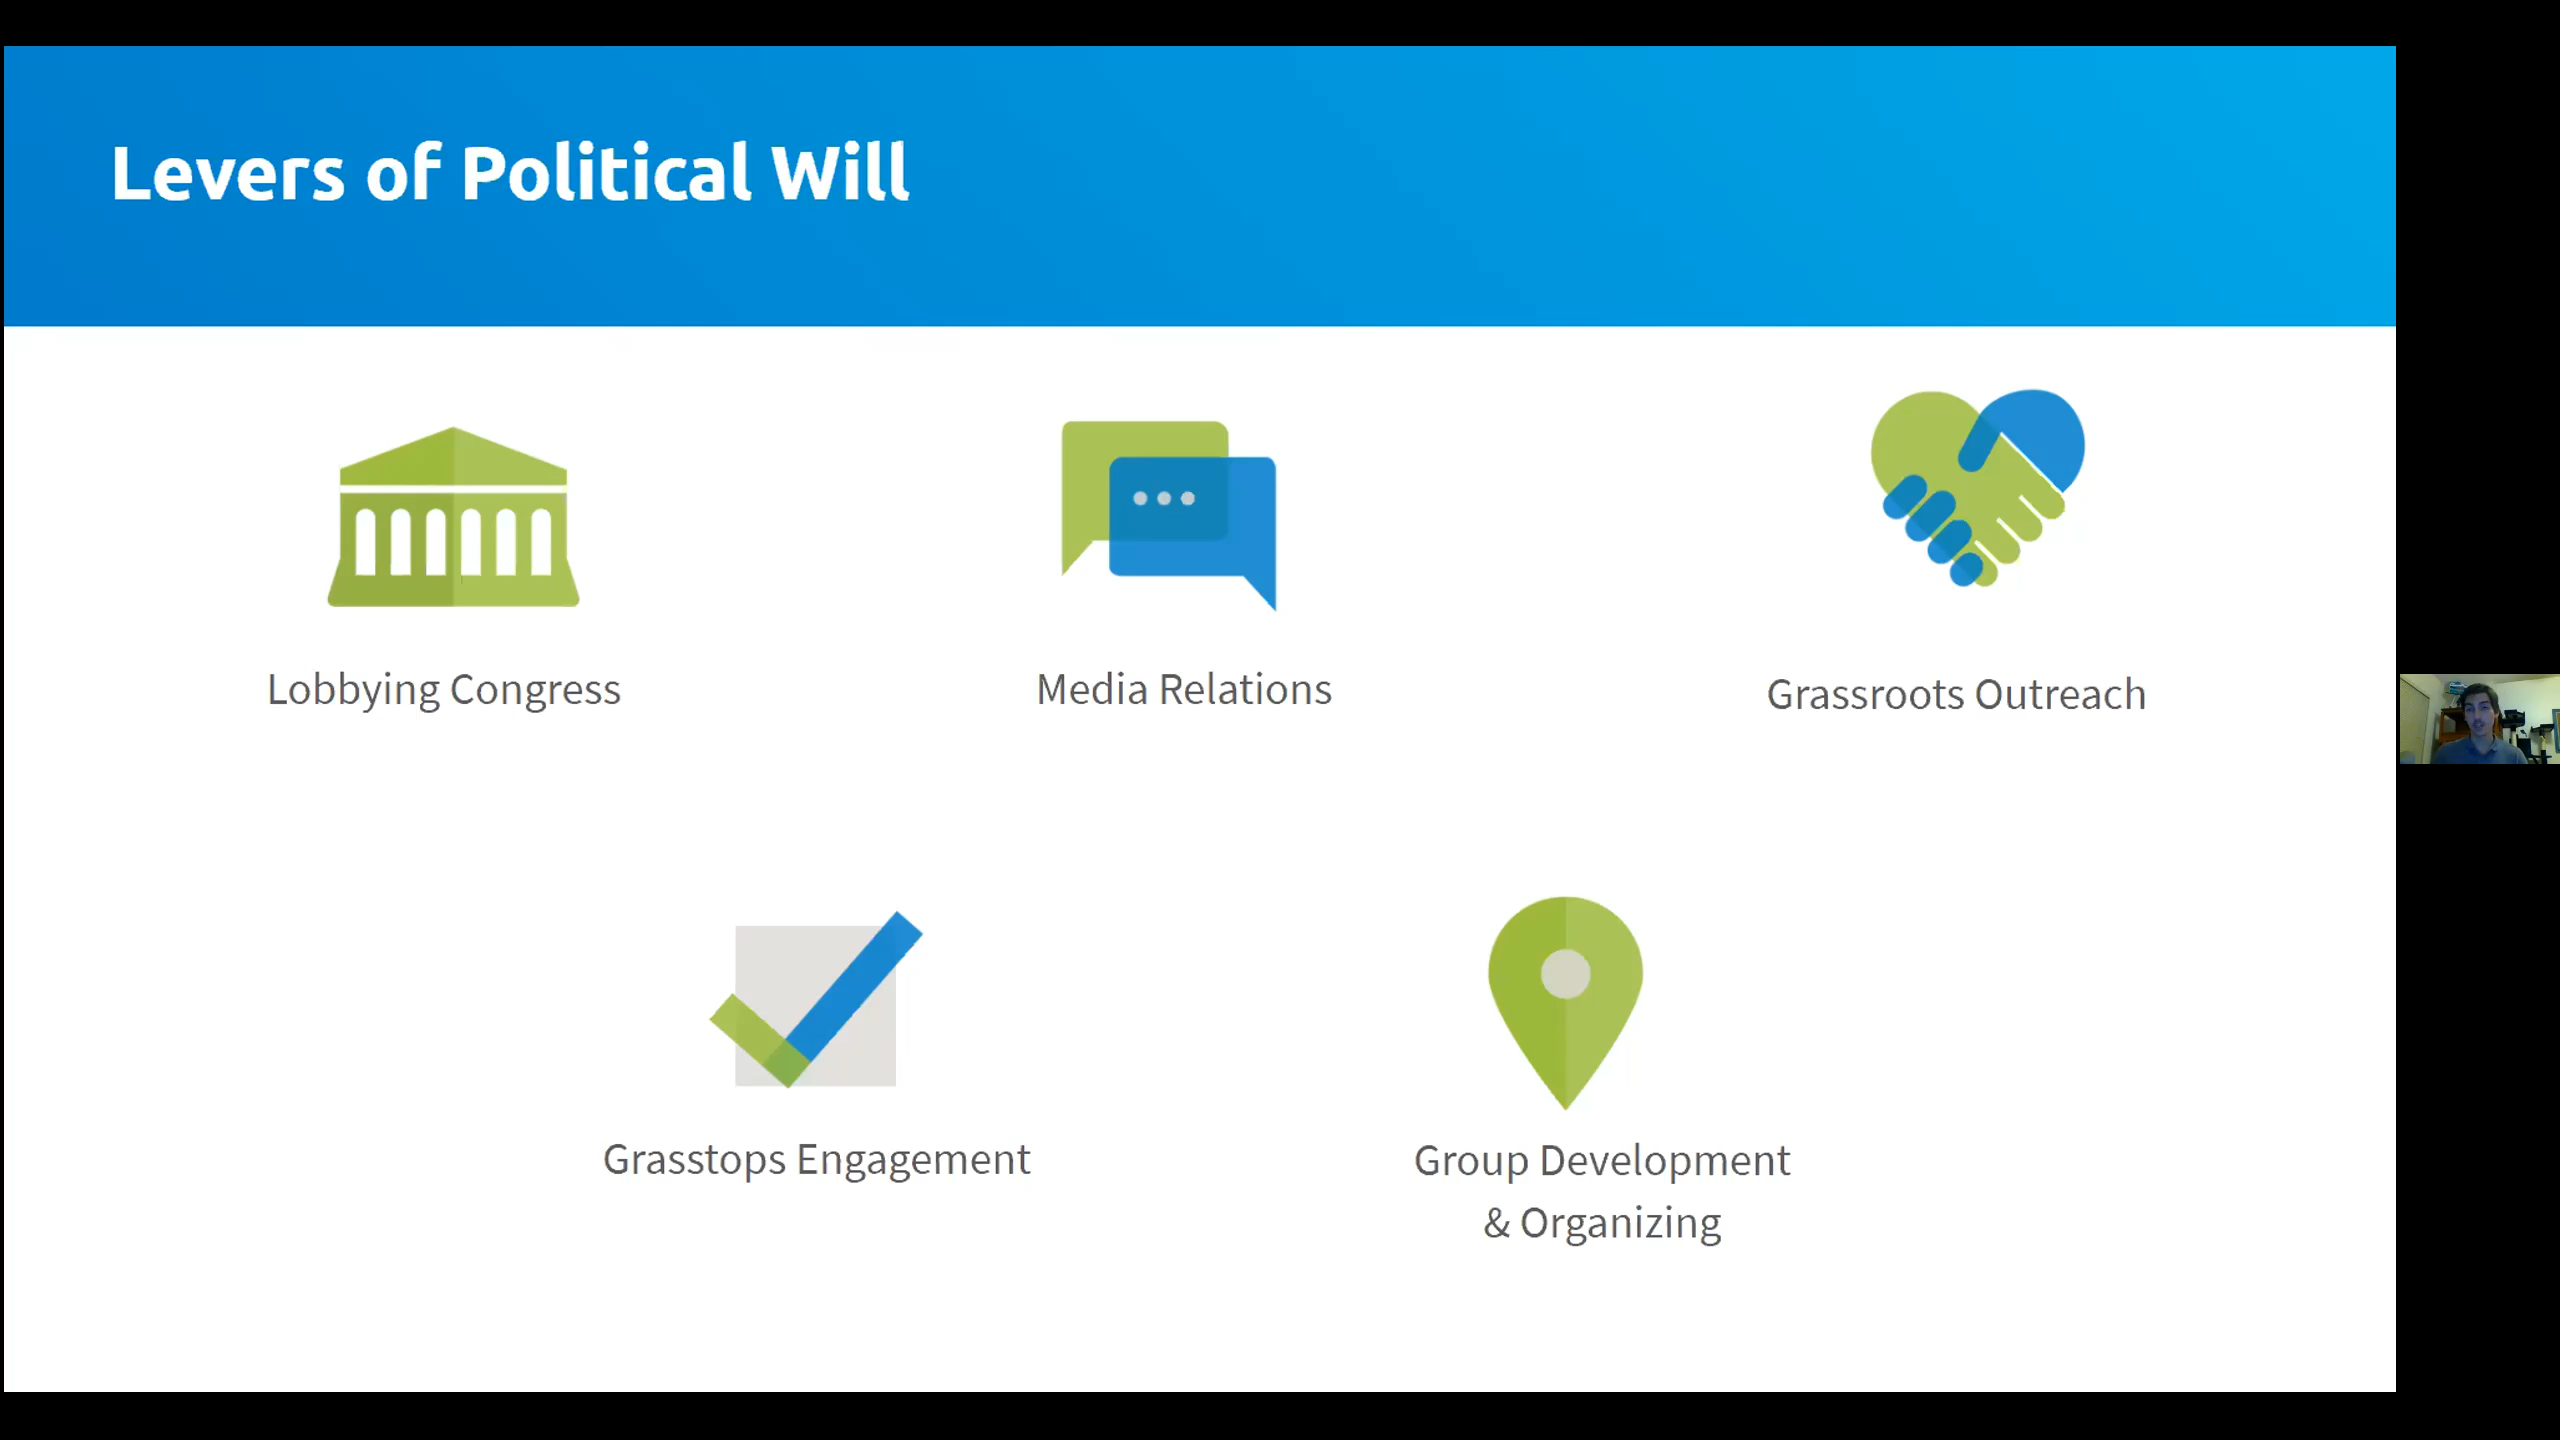 Levers of Political Will
Lobbying Congress
Media Relations
Grassroots Outreach
Grasstops Engagement
Group Development
& Organizing